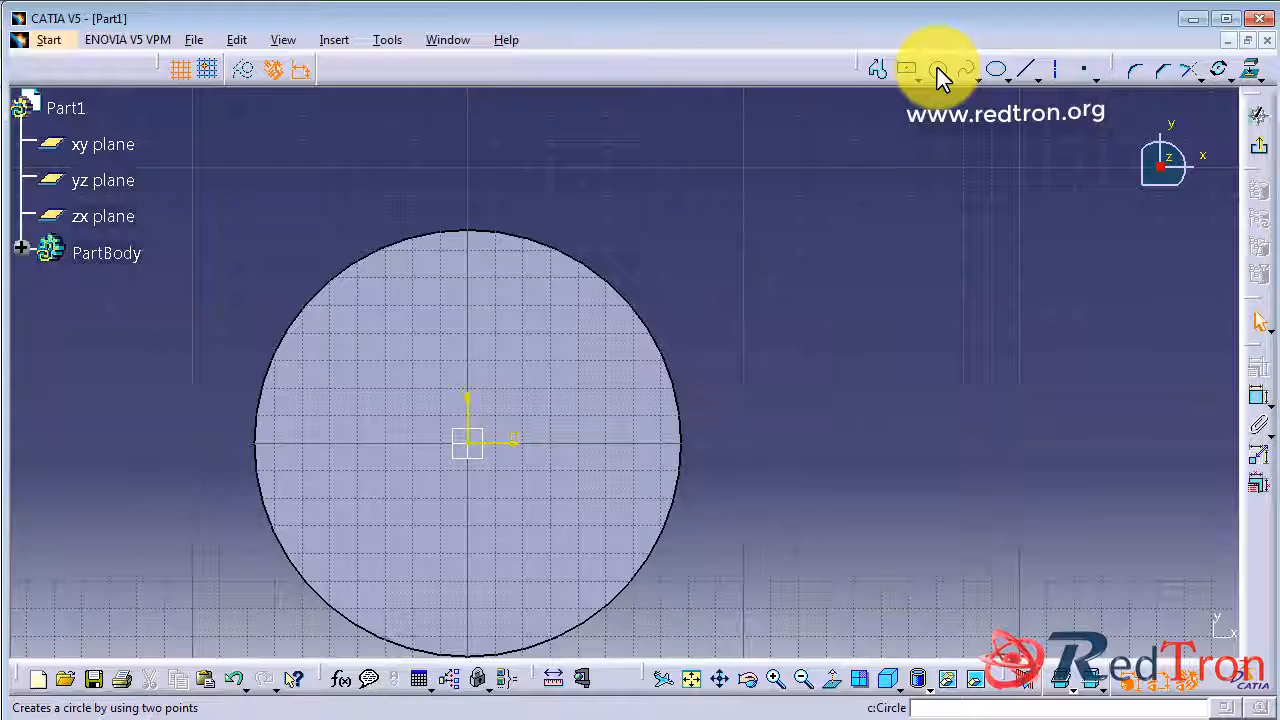 CATIA V5 - [Part1]
Start ENOVIA V5 VPM File Edit View Insert Tools Window Help
www.redtron.org
Part1
xy plane
yz plane
zx plane
PartBody
y
x
z
y
x
RedTron
f(x)
CATIA
Creates a circle by using two points
c:Circle